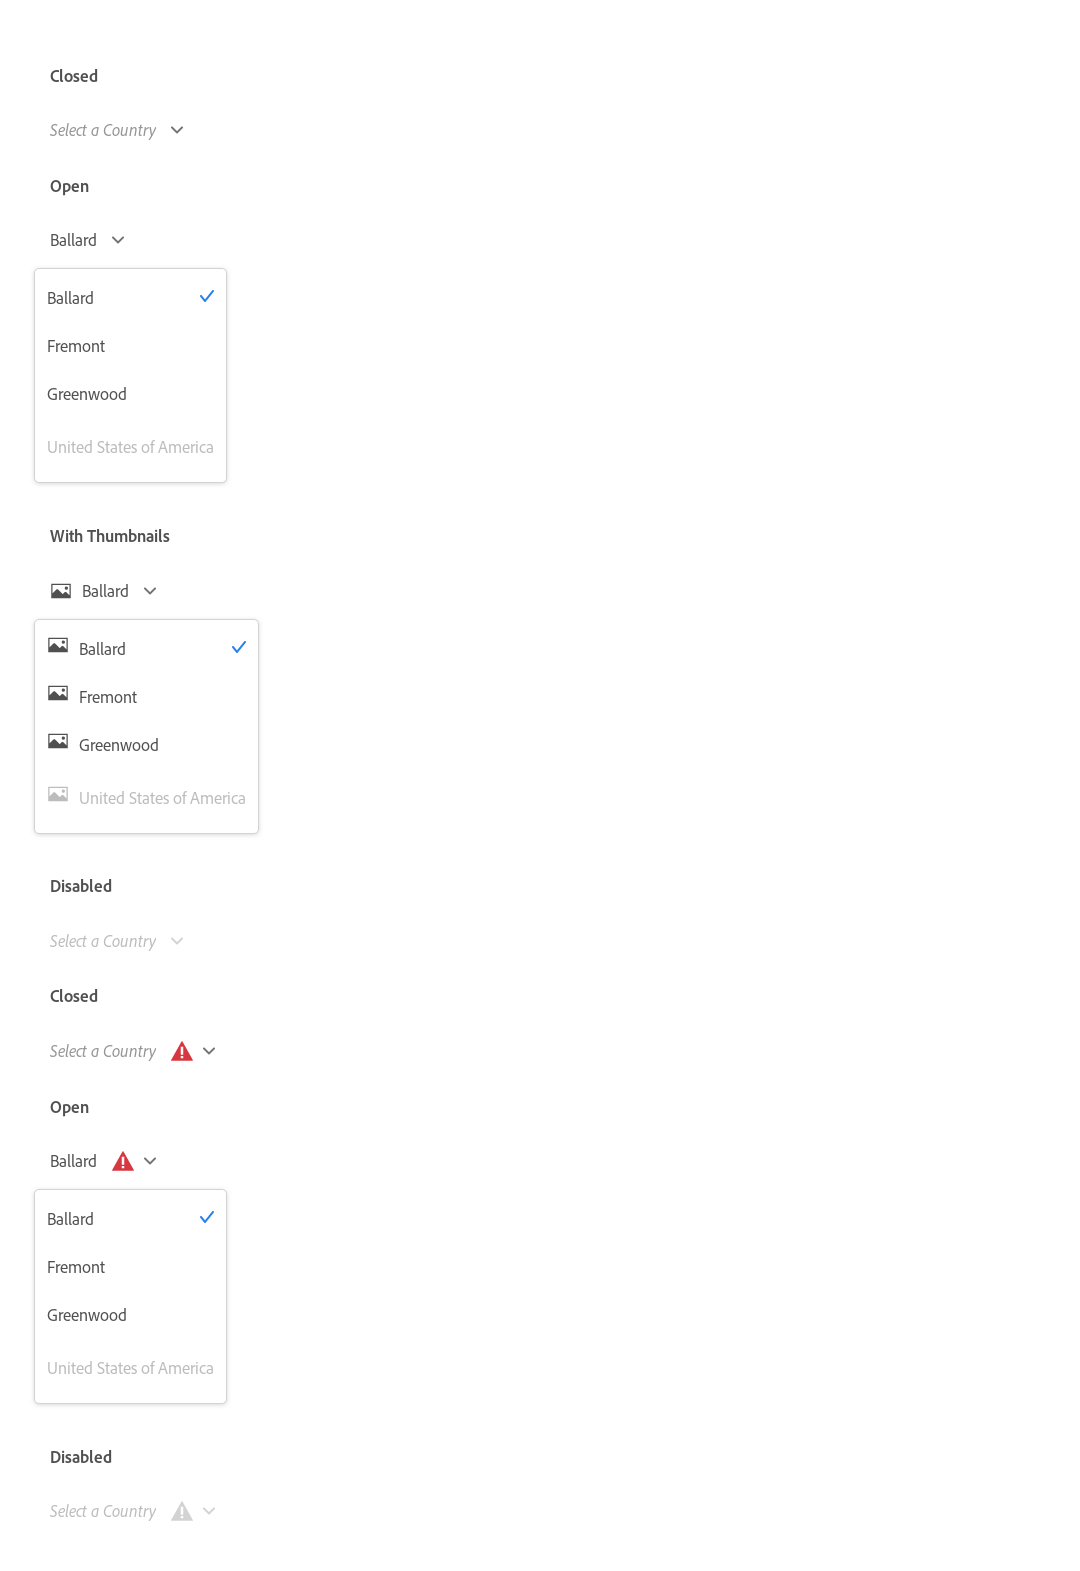 Closed
Select a Country
Open
Ballard
Ballard
Fremont
Greenwood
United States of America
With Thumbnails
Ballard
Ballard
Fremont
Greenwood
United States of America
Disabled
Select a Country
Closed
Select a Country
Open
Ballard
Ballard
Fremont
Greenwood
United States of America
Disabled
Select a Country